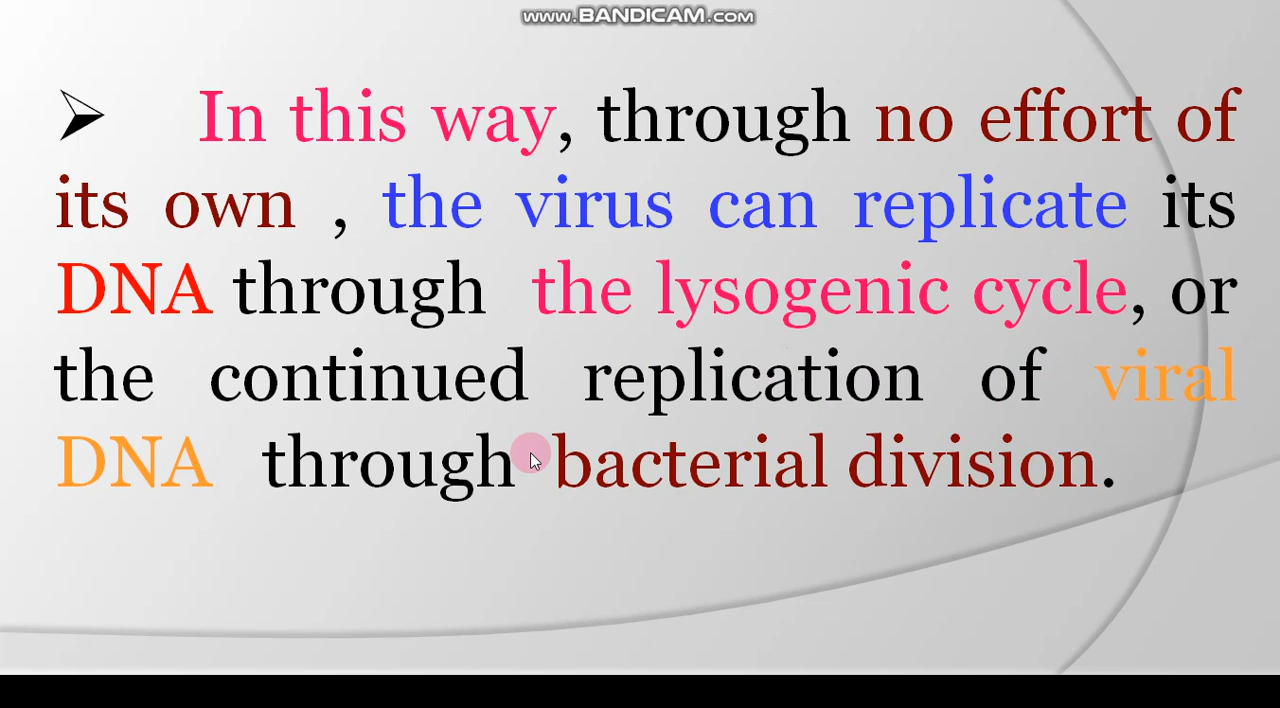 www.BANDICAM.com
➢ In this way, through no effort of
its own , the virus can replicate its
DNA through the lysogenic cycle, or
the continued replication of viral
DNA through bacterial division.